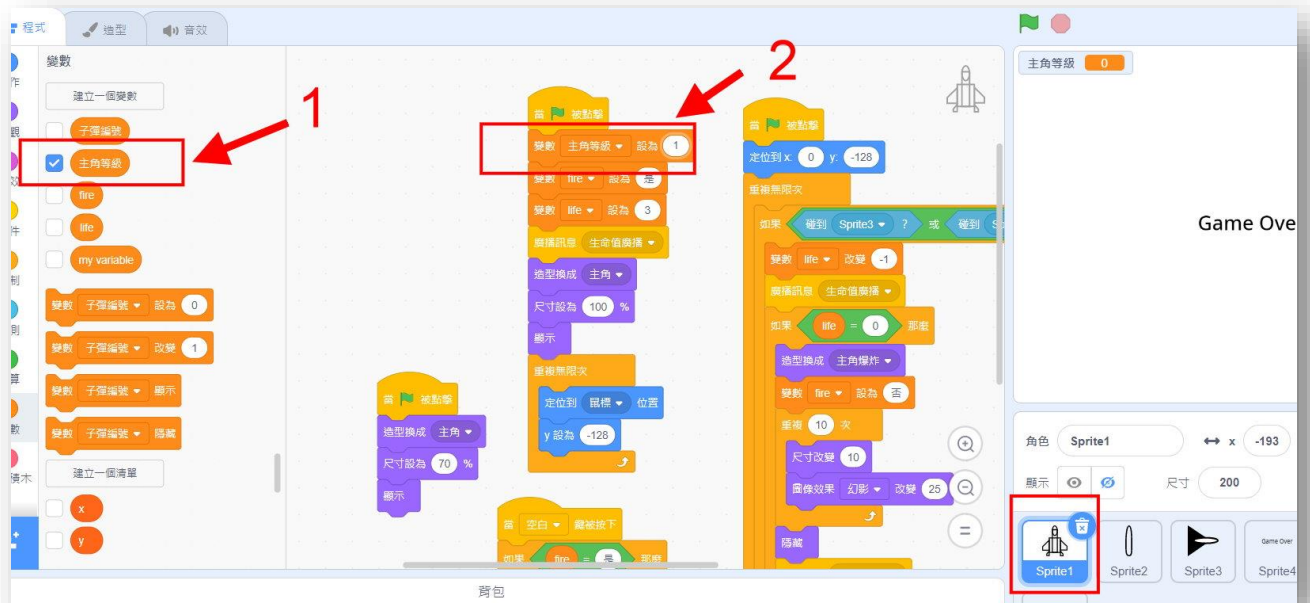 程式
造型
音效
變數
建立一個變數
子彈編號
主角等級
fire
life
my variable
變數 子彈編號 設為 0
變數 子彈編號 改變 1
變數 子彈編號 顯示
變數 子彈編號 隱藏
建立一個清單
x
y
積木
1
2
當 被點擊
變數 主角等級 設為 1
變數 fire 設為 是
變數 life 設為 3
廣播訊息 生命值廣播
造型換成 主角
尺寸設為 100 %
顯示
重複無限次
定位到 鼠標 位置
y 設為 -128
當 被點擊
造型換成 主角
尺寸設為 70 %
顯示
當 空白 鍵被按下
如果 fire = 是 那麼
當 被點擊
定位到 x: 0 y: -128
重複無限次
如果 碰到 Sprite3 ? 或 碰到
變數 life 改變 -1
廣播訊息 生命值廣播
如果 life = 0 那麼
造型換成 主角爆炸
變數 fire 設為 否
重複 10 次
尺寸改變 10
圖像效果 幻影 改變 25
隱藏
背包
主角等級 0
Game Ove
角色 Sprite1 x -193
顯示 尺寸 200
Game Over
Sprite1 Sprite2 Sprite3 Sprite4